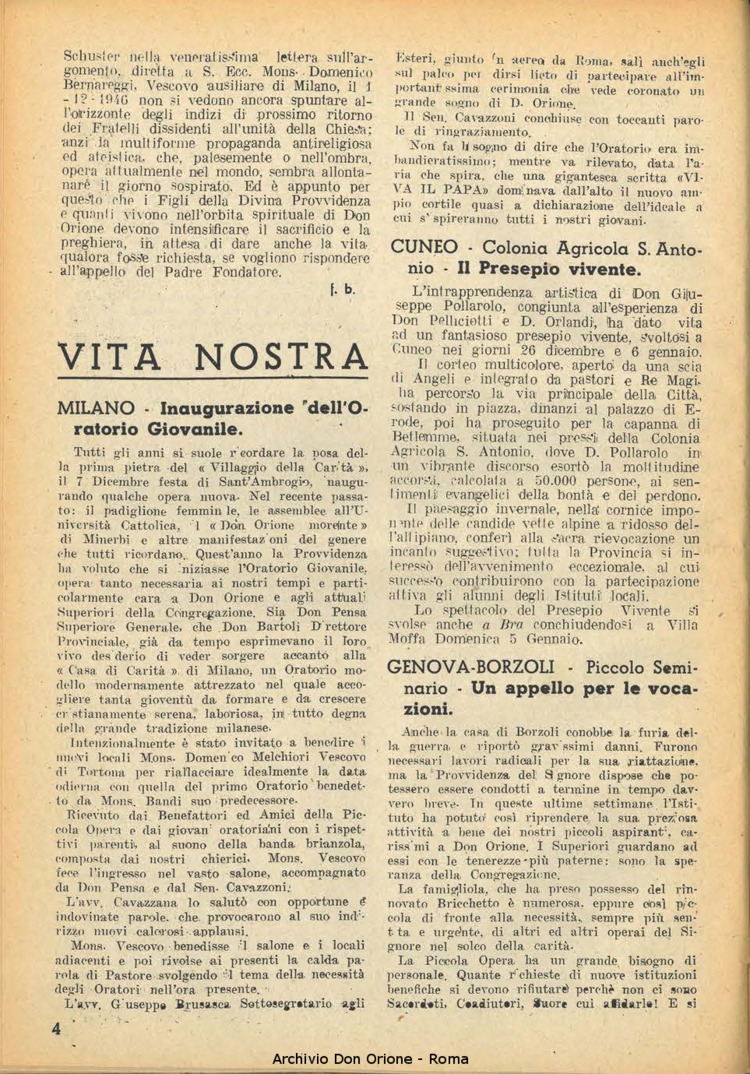 Schuster nella veneratissima lettera sull'ar-
gomento, diretta a S. Ecc. Mons. Domenico
Bernareggi, Vescovo ausiliare di Milano, il 1
- 12 - 1946 non si vedono ancora spuntare al-
l'orizzonte degli indizi di prossimo ritorno
dei Fratelli dissidenti all'unità della Chiesa;
anzi la multiforme propaganda antireligiosa
ed ateistica, che, palesemente o nell'ombra,
opera attualmente nel mondo, sembra allonta-
nare il giorno sospirato. Ed è appunto per
questo che i Figli della Divina Provvidenza
e quanti vivono nell'orbita spirituale di Don
Orione devono intensificare il sacrificio e la
preghiera, in attesa di dare anche la vita
qualora fosse richiesta, se vogliono rispondere
all'appello del Padre Fondatore.
f. b.
VITA NOSTRA
MILANO - Inaugurazione dell'O-
ratorio Giovanile.
Tutti gli anni si suole r cordare la posa del-
la prima pietra del « Villaggio della Car tà »,
il 7 Dicembre festa di Sant'Ambrogio, naugu-
rando qualche opera nuova. Nel recente passa-
to: il padiglione femmin le, le assemblee all'U-
niversità Cattolica, l « Don Orione morente »
di Minerbi e altre manifestaz oni del genere
che tutti ricordano. Quest'anno la Provvidenza
ha voluto che si niziasse l'Oratorio Giovanile,
opera tanto necessaria ai nostri tempi e parti-
colarmente cara a Don Orione e agli attuali
Superiori della Congregazione. Sia Don Pensa
Superiore Generale, che Don Bartoli D rettore
Provinciale, già da tempo esprimevano il loro
vivo des derio di veder sorgere accanto alla
« Casa di Carità » di Milano, un Oratorio mo-
dello modernamente attrezzato nel quale acco-
gliere tanta gioventù da formare e da crescere
cr stianamente serena, laboriosa, in tutto degna
della grande tradizione milanese.
Intenzionalmente è stato invitato a benedire i
nuovi locali Mons. Domen co Melchiori Vescovo
di Tortona per riallacciare idealmente la data
odierna con quella del primo Oratorio benedet-
to da Mons. Bandi suo predecessore.
Ricevuto dai Benefattori ed Amici della Pic-
cola Opera e dai giovan oratoriani con i rispet-
tivi parenti, al suono della banda brianzola,
composta dai nostri chierici, Mons. Vescovo
fece l'ingresso nel vasto salone, accompagnato
da Don Pensa e dal Sen. Cavazzoni.
L'avv. Cavazzana lo salutò con opportune e
indovinate parole, che provocarono al suo indi-
rizzo nuovi calorosi applausi.
Mons. Vescovo benedisse l salone e i locali
adiacenti e poi rivolse ai presenti la calda pa-
rola di Pastore svolgendo l tema della necessità
degli Oratori nell'ora presente.
L'avv. G useppe Brusasca Sottosegretario agli
Esteri, giunto n aereo da Roma, salì anch'egli
sul palco per dirsi lieto di partecipare all'im-
portant ssima cerimonia che vede coronato un
grande sogno di D. Orione.
Il Sen. Cavazzoni conchiuse con toccanti paro-
le di ringraziamento.
Non fa b sogno di dire che l'Oratorio era im-
bandieratissimo; mentre va rilevato, data l'a-
ria che spira, che una gigantesca scritta «VI-
VA IL PAPA» dominava dall'alto il nuovo am-
pio cortile quasi a dichiarazione dell'ideale a
cui s' spireranno tutti i nostri giovani.
CUNEO - Colonia Agricola S. Anto-
nio - Il Presepio vivente.
L'intrapprendenza artistica di Don Giu-
seppe Pollarolo, congiunta all'esperienza di
Don Pelliciotti e D. Orlandi, ha dato vita
ad un fantasioso presepio vivente, svoltosi a
Cuneo nei giorni 26 dicembre e 6 gennaio.
Il corteo multicolore, aperto da una scia
di Angeli e integrato da pastori e Re Magi,
ha percorso la via principale della Città,
sostando in piazza, dinanzi al palazzo di E-
rode, poi ha proseguito per la capanna di
Betlemme, situata nei pressi della Colonia
Agricola S. Antonio, dove D. Pollarolo in
un vibrante discorso esortò la moltitudine
accorsa, calcolata a 50.000 persone, ai sen-
timenti evangelici della bontà e del perdono.
Il paesaggio invernale, nella cornice impo-
nente delle candide vette alpine a ridosso del-
l'altipiano, conferì alla sacra rievocazione un
incanto suggestivo; tutta la Provincia si in-
teressò dell'avvenimento eccezionale, al cui
successo contribuirono con la partecipazione
attiva gli alunni degli Istituti locali.
Lo spettacolo del Presepio Vivente si
svolse anche a Bra conchiudendosi a Villa
Moffa Domenica 5 Gennaio.
GENOVA-BORZOLI - Piccolo Semi-
nario - Un appello per le voca-
zioni.
Anche la casa di Borzoli conobbe la furia del-
la guerra e riportò grav ssimi danni. Furono
necessari lavori radicali per la sua riattazione,
ma la Provvidenza del S gnore dispose che po-
tessero essere condotti a termine in tempo dav-
vero breve. In queste ultime settimane l'Isti-
tuto ha potuto così riprendere la sua preziosa
attività a bene dei nostri piccoli aspirant , ca-
riss mi a Don Orione. I Superiori guardano ad
essi con le tenerezze più paterne: sono la spe-
ranza della Congregazione.
La famigliola, che ha preso possesso del rin-
novato Bricchetto è numerosa, eppure così pic-
cola di fronte alla necessità, sempre più sen-
t ta e urgente, di altri ed altri operai del Si-
gnore nel solco della carità.
La Piccola Opera ha un grande bisogno di
personale. Quante r chieste di nuove istituzioni
benefiche si devono rifiutare perchè non ci sono
Sacerdoti, Coadiutori, Suore cui affidarle! E si
4
Archivio Don Orione - Roma